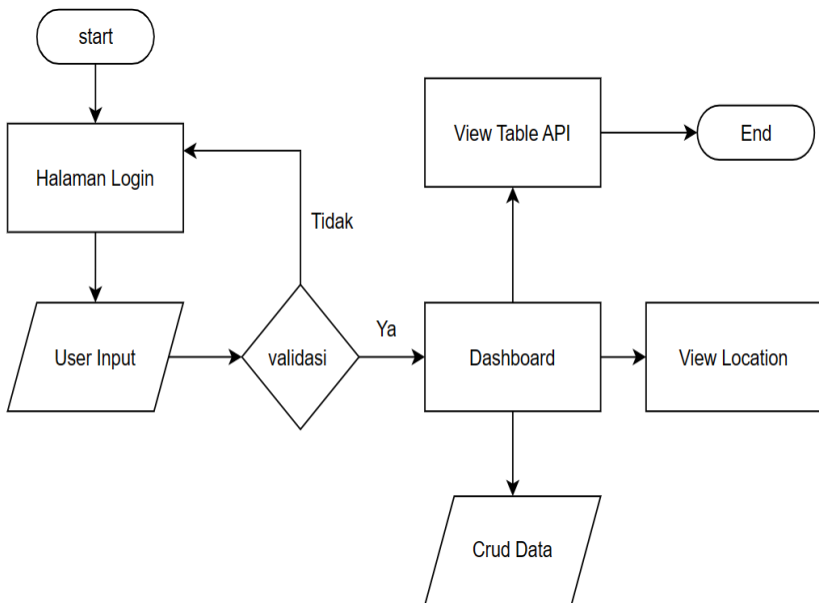 start
Halaman Login
User Input
validasi
Tidak
Ya
Dashboard
View Table API
End
View Location
Crud Data